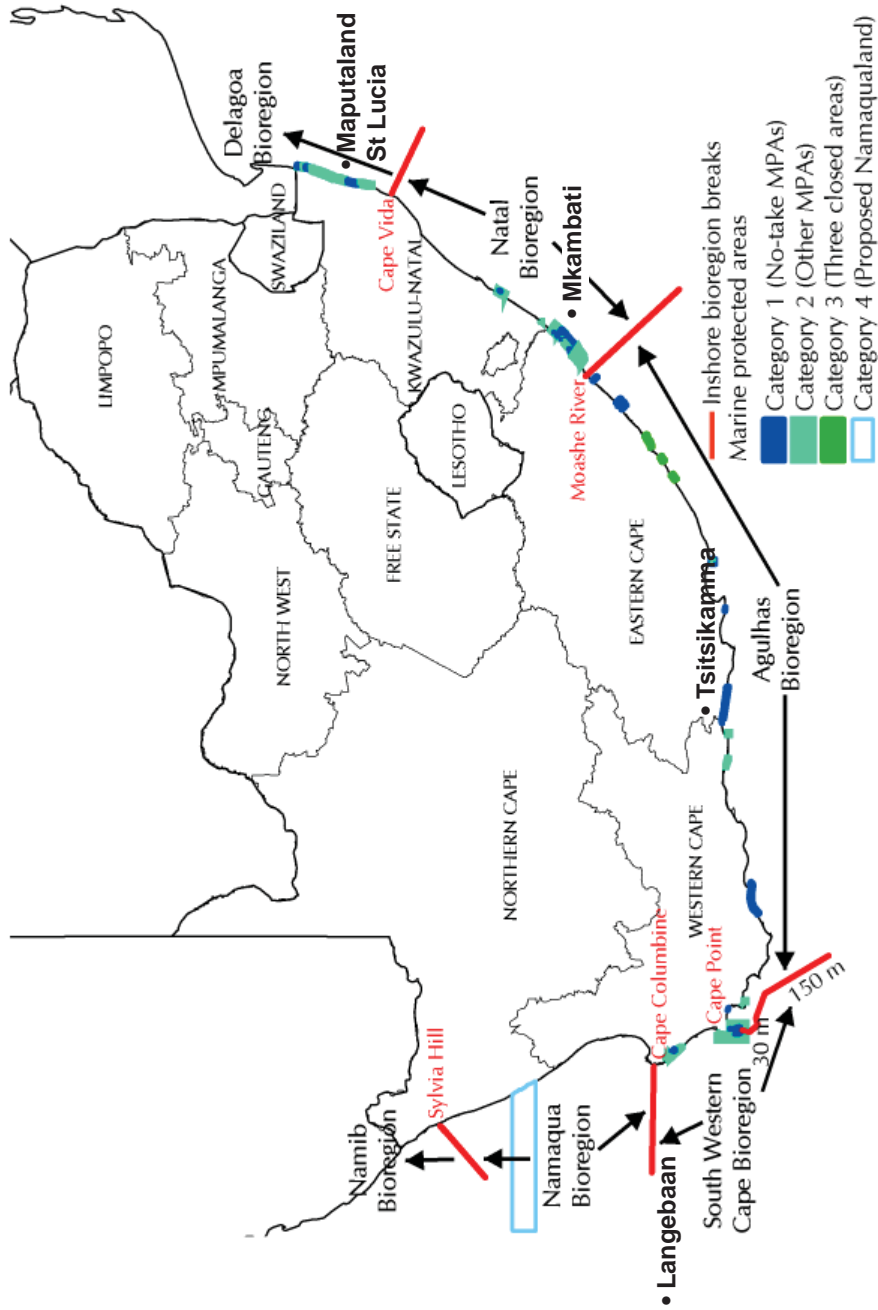 Delagoa
Bioregion
• Maputaland
St Lucia
LIMPOPO
MPUMALANGA
SWAZILAND
Cape Vida
GAUTENG
NORTH WEST
FREE STATE
KWAZULU-NATAL
LESOTHO
Natal
Bioregion
• Mkambati
Moashe River
NORTHERN CAPE
EASTERN CAPE
• Tsitsikamma
Agulhas
Bioregion
WESTERN CAPE
Namib
Bioregion
Sylvia Hill
Namaqua
Bioregion
Cape Columbine
Cape Point
• Langebaan
South Western
Cape Bioregion
30 m
150 m
Inshore bioregion breaks
Marine protected areas
Category 1 (No-take MPAs)
Category 2 (Other MPAs)
Category 3 (Three closed areas)
Category 4 (Proposed Namaqualand)